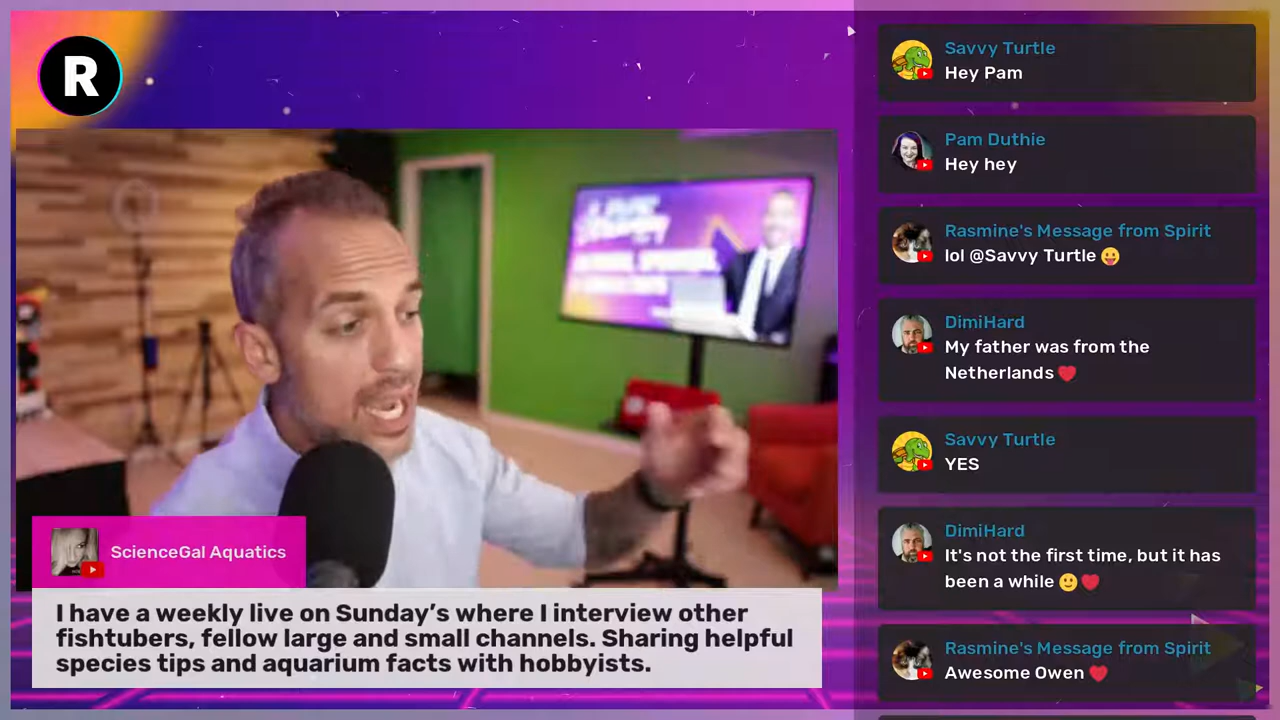 R
ScienceGal Aquatics
I have a weekly live on Sunday’s where I interview other
fishtubers, fellow large and small channels. Sharing helpful
species tips and aquarium facts with hobbyists.
Savvy Turtle
Hey Pam
Pam Duthie
Hey hey
Rasmine's Message from Spirit
lol @Savvy Turtle 😛
DimiHard
My father was from the
Netherlands ❤️
Savvy Turtle
YES
DimiHard
It's not the first time, but it has
been a while 🙂❤️
Rasmine's Message from Spirit
Awesome Owen ❤️